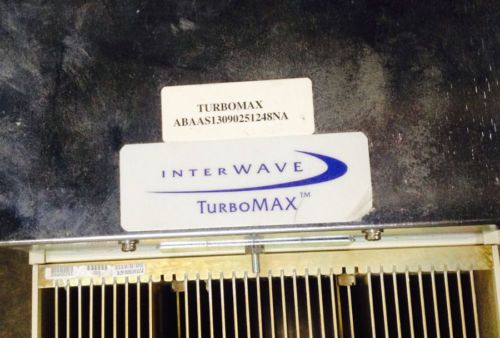 TURBOMAX
ABAAS13090251248NA
INTERWAVE
TURBOMAX™